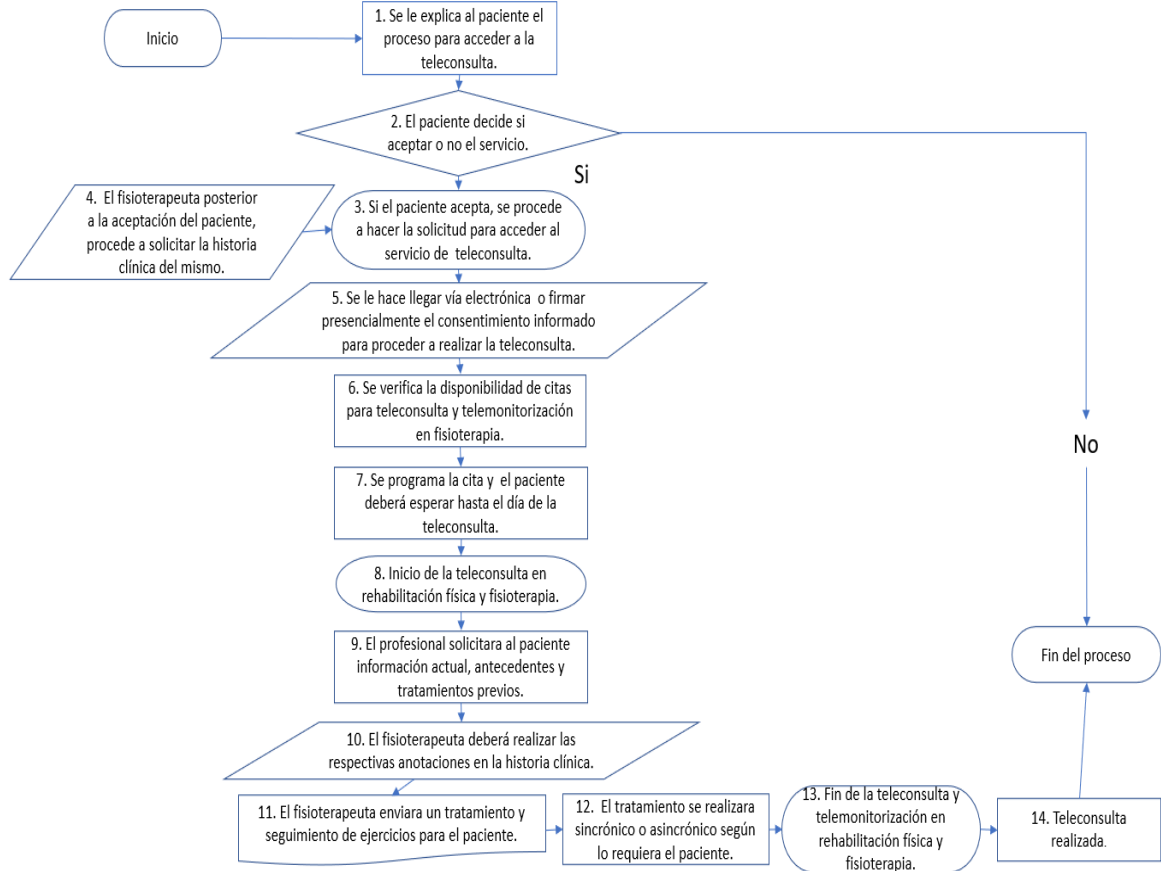 Inicio
1. Se le explica al paciente el
proceso para acceder a la
teleconsulta.
2. El paciente decide si
aceptar o no el servicio.
Si
4. El fisioterapeuta posterior
a la aceptación del paciente,
procede a solicitar la historia
clínica del mismo.
3. Si el paciente acepta, se procede
a hacer la solicitud para acceder al
servicio de teleconsulta.
5. Se le hace llegar vía electrónica o firmar
presencialmente el consentimiento informado
para proceder a realizar la teleconsulta.
6. Se verifica la disponibilidad de citas
para teleconsulta y telemonitorización
en fisioterapia.
No
7. Se programa la cita y el paciente
deberá esperar hasta el día de la
teleconsulta.
8. Inicio de la teleconsulta en
rehabilitación física y fisioterapia.
9. El profesional solicitara al paciente
información actual, antecedentes y
tratamientos previos.
Fin del proceso
10. El fisioterapeuta deberá realizar las
respectivas anotaciones en la historia clínica.
11. El fisioterapeuta enviara un tratamiento y
seguimiento de ejercicios para el paciente.
12. El tratamiento se realizara
sincrónico o asincrónico según
lo requiera el paciente.
13. Fin de la teleconsulta y
telemonitorización en
rehabilitación física y
fisioterapia.
14. Teleconsulta
realizada.